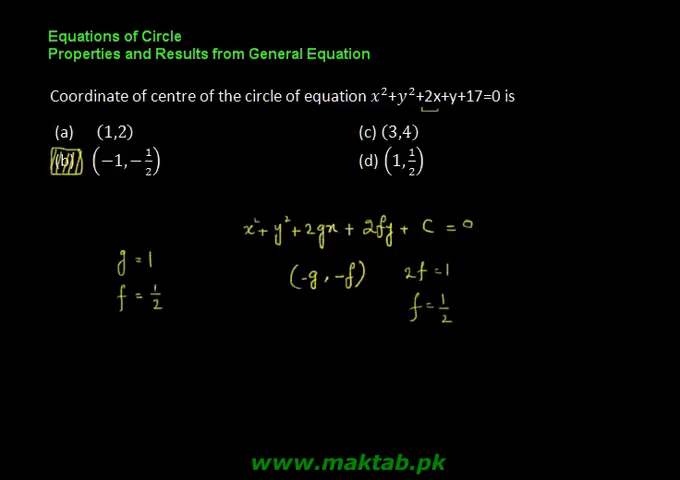 Equations of Circle
Properties and Results from General Equation
Coordinate of centre of the circle of equation x²+y²+2x+y+17=0 is
(a) (1,2) (c) (3,4)
(b) (−1,−1/2) (d) (1,1/2)
x²+y²+2gx+2fy+c=0
g=1
(-g,-f) 2f=1
f=1/2 f=1/2
www.maktab.pk